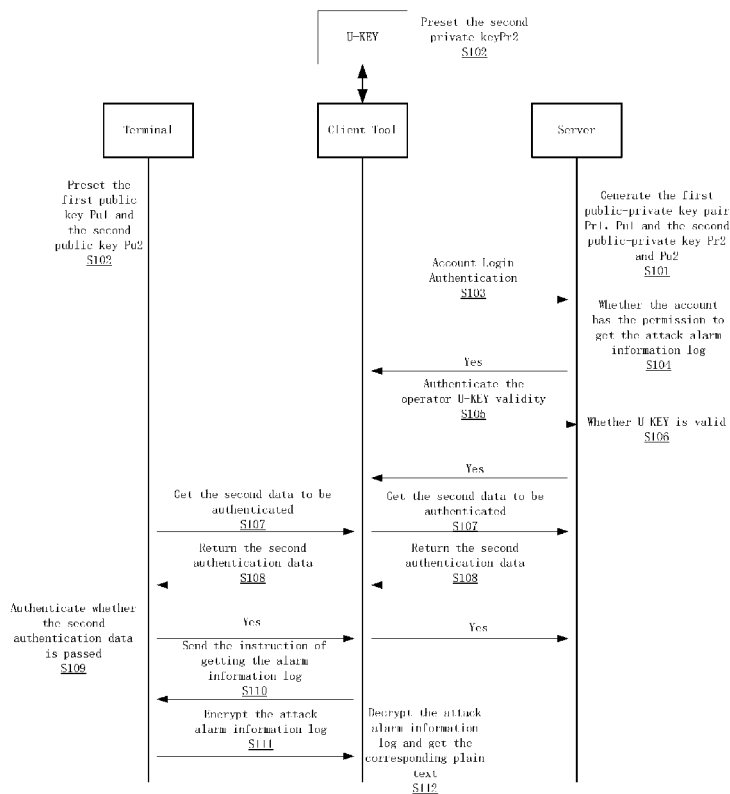 U-KEY
Preset the second
private keyPr2
S102
Terminal
Client Tool
Server
Preset the
first public
key Pu1 and
the second
public key Pu2
S102
Generate the first
public-private key pair
Pr1, Pu1 and the second
public-private key Pr2
and Pu2
S101
Account Login
Authentication
S103
Whether the account
has the permission to
get the attack alarm
information log
S104
Yes
Authenticate the
operator U-KEY validity
S105
Whether U KEY is valid
S106
Yes
Get the second data to be
authenticated
S107
Get the second data to be
authenticated
S107
Return the second
authentication data
S108
Return the second
authentication data
S108
Authenticate whether
the second
authentication data
is passed
S109
Yes
Yes
Send the instruction of
getting the alarm
information log
S110
Encrypt the attack
alarm information log
S111
Decrypt the attack
alarm information
log and get the
corresponding plain
text
S112